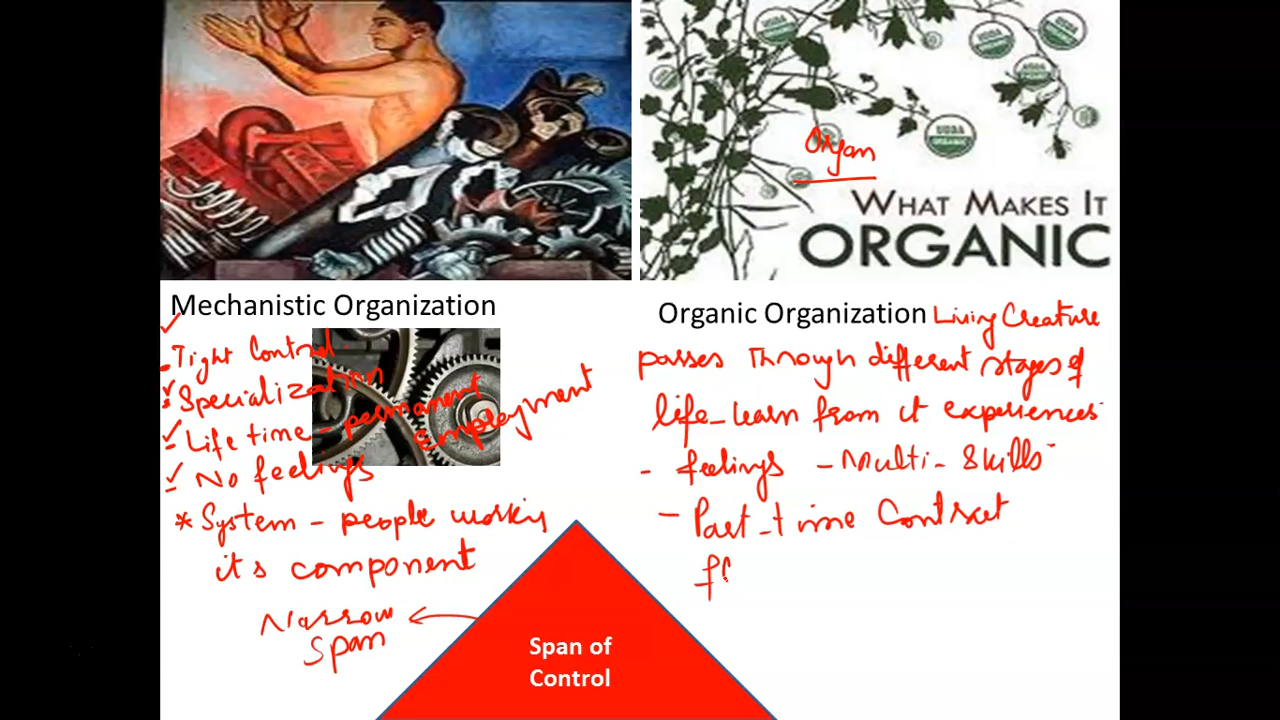 USDA
ORGANIC
Organ
WHAT MAKES IT
ORGANIC
Mechanistic Organization
- Tight Control.
- Specialization
- Life time - permanent Employment
- No feelings
* System - people working
its component
Narrow
Span
Organic Organization Living Creature
passes Through different stages of
life - learn from it experiences.
- feelings - Multi-Skills
- Part-time Contract
Span of
Control